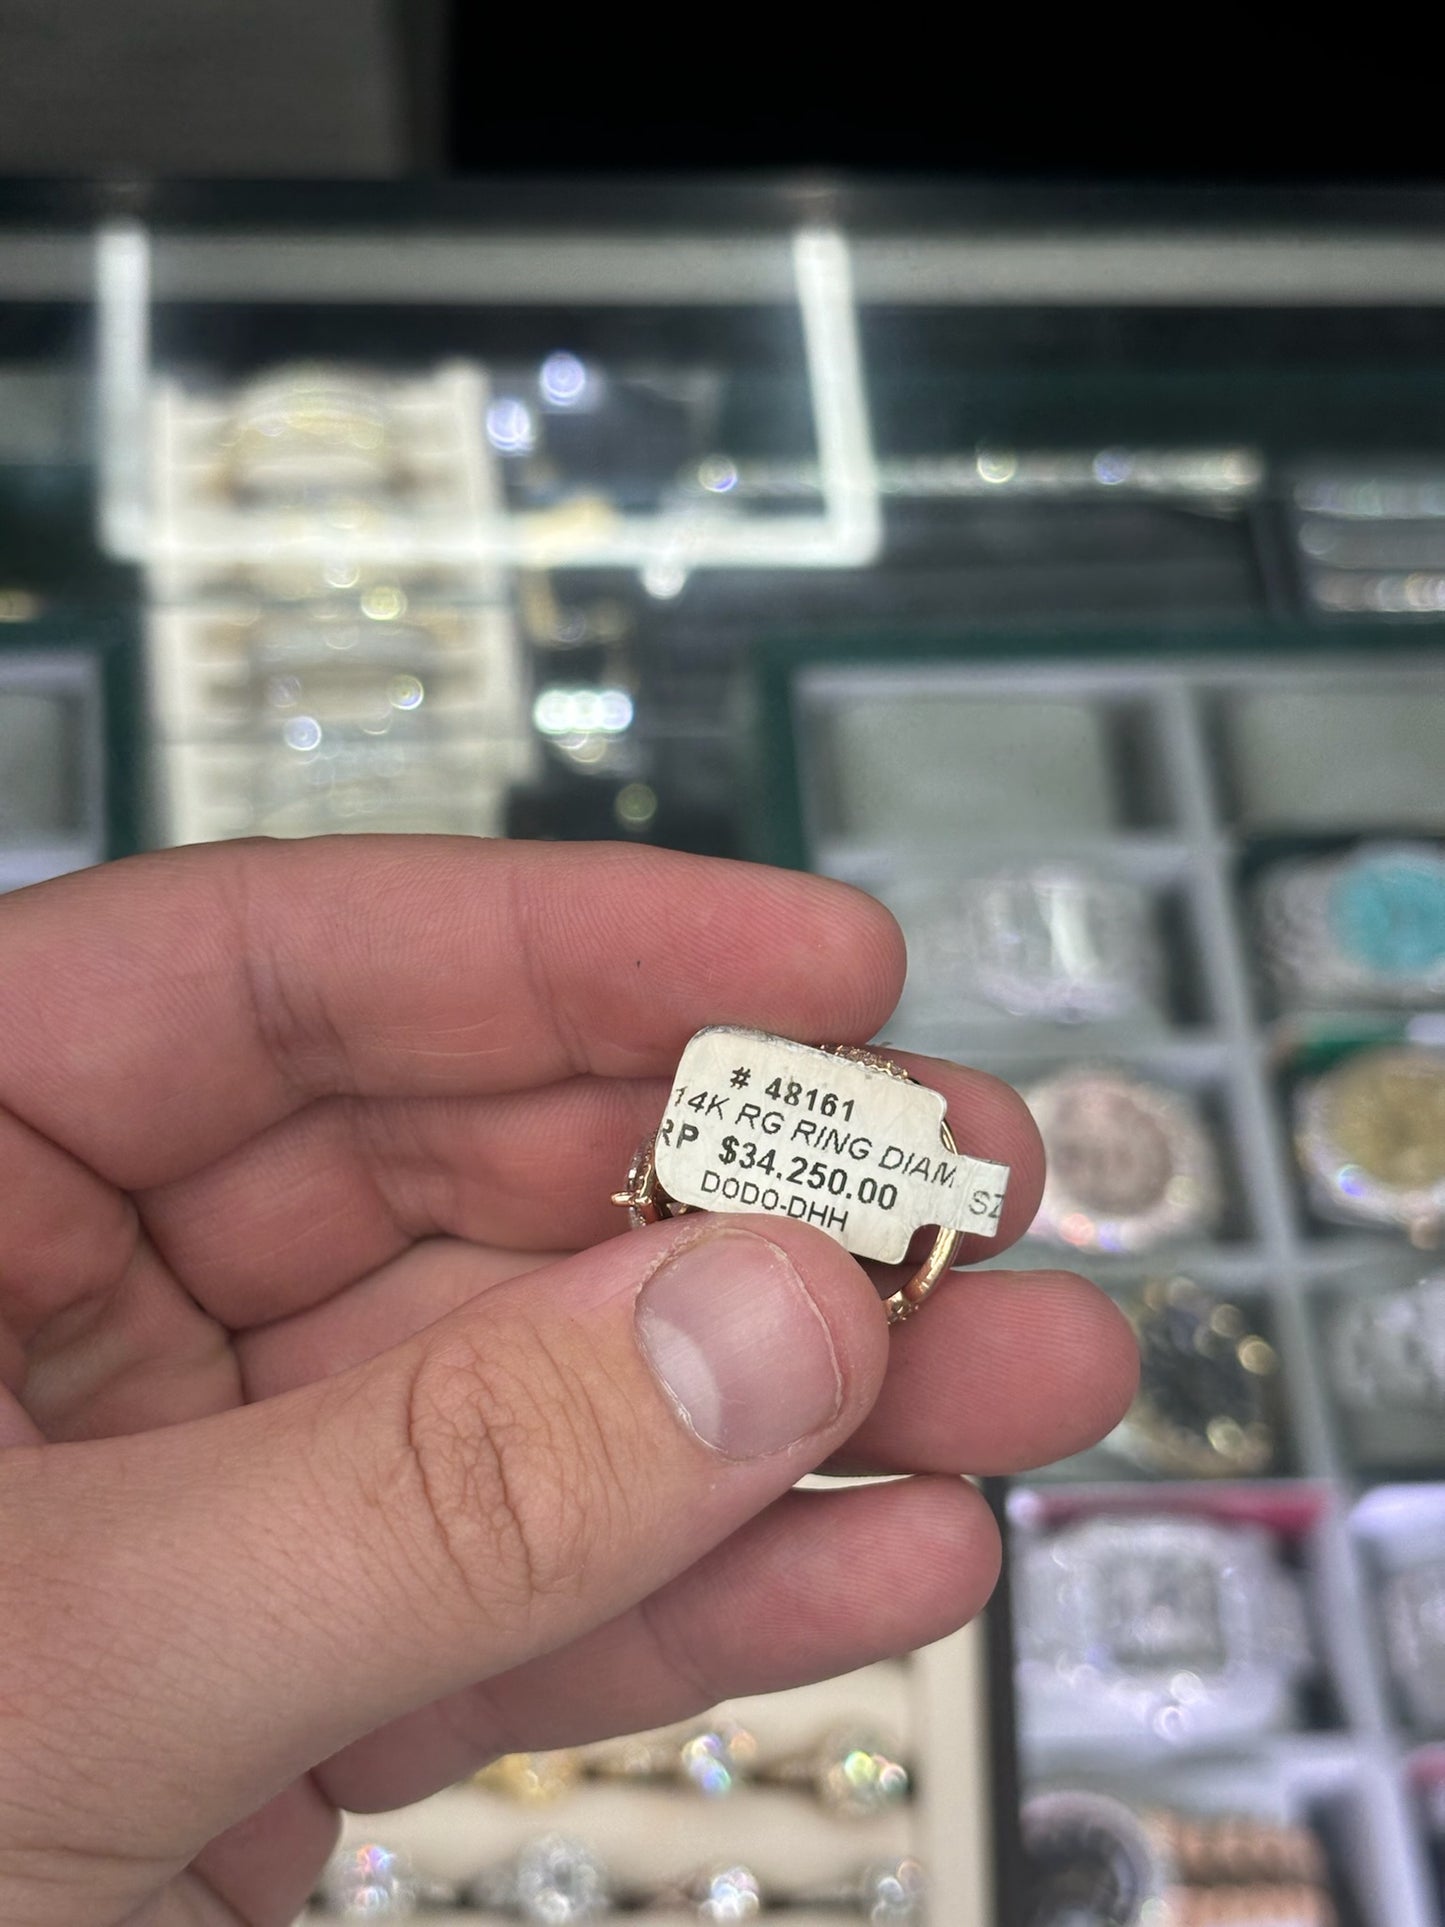 # 48161
14K RG RING DIAM
RP $34.250.00
DODO-DHH
SZ